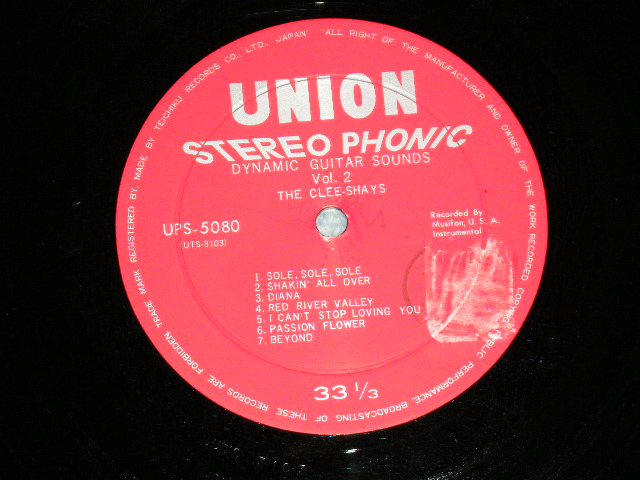 UNION
STEREO PHONIC
DYNAMIC GUITAR SOUNDS
Vol. 2
THE CLEE-SHAYS
UPS-5080
(UTS-3103)
Recorded By
Musifon, U. S. A.
Instrumental
1. SOLE, SOLE, SOLE
2. SHAKIN' ALL OVER
3. DIANA
4. RED RIVER VALLEY
5. I CAN'T STOP LOVING YOU
6. PASSION FLOWER
7. BEYOND
33 1/3
TRADE MARK REGISTERED BY, MADE BY TEICHIKU RECORDS CO., LTD., JAPAN" "ALL RIGHT OF THE MANUFACTURER AND OWNER OF THE WORK RECORDED PUBLIC PERFORMANCE, BROADCASTING OF THESE RECORDS ARE FORBIDDEN.